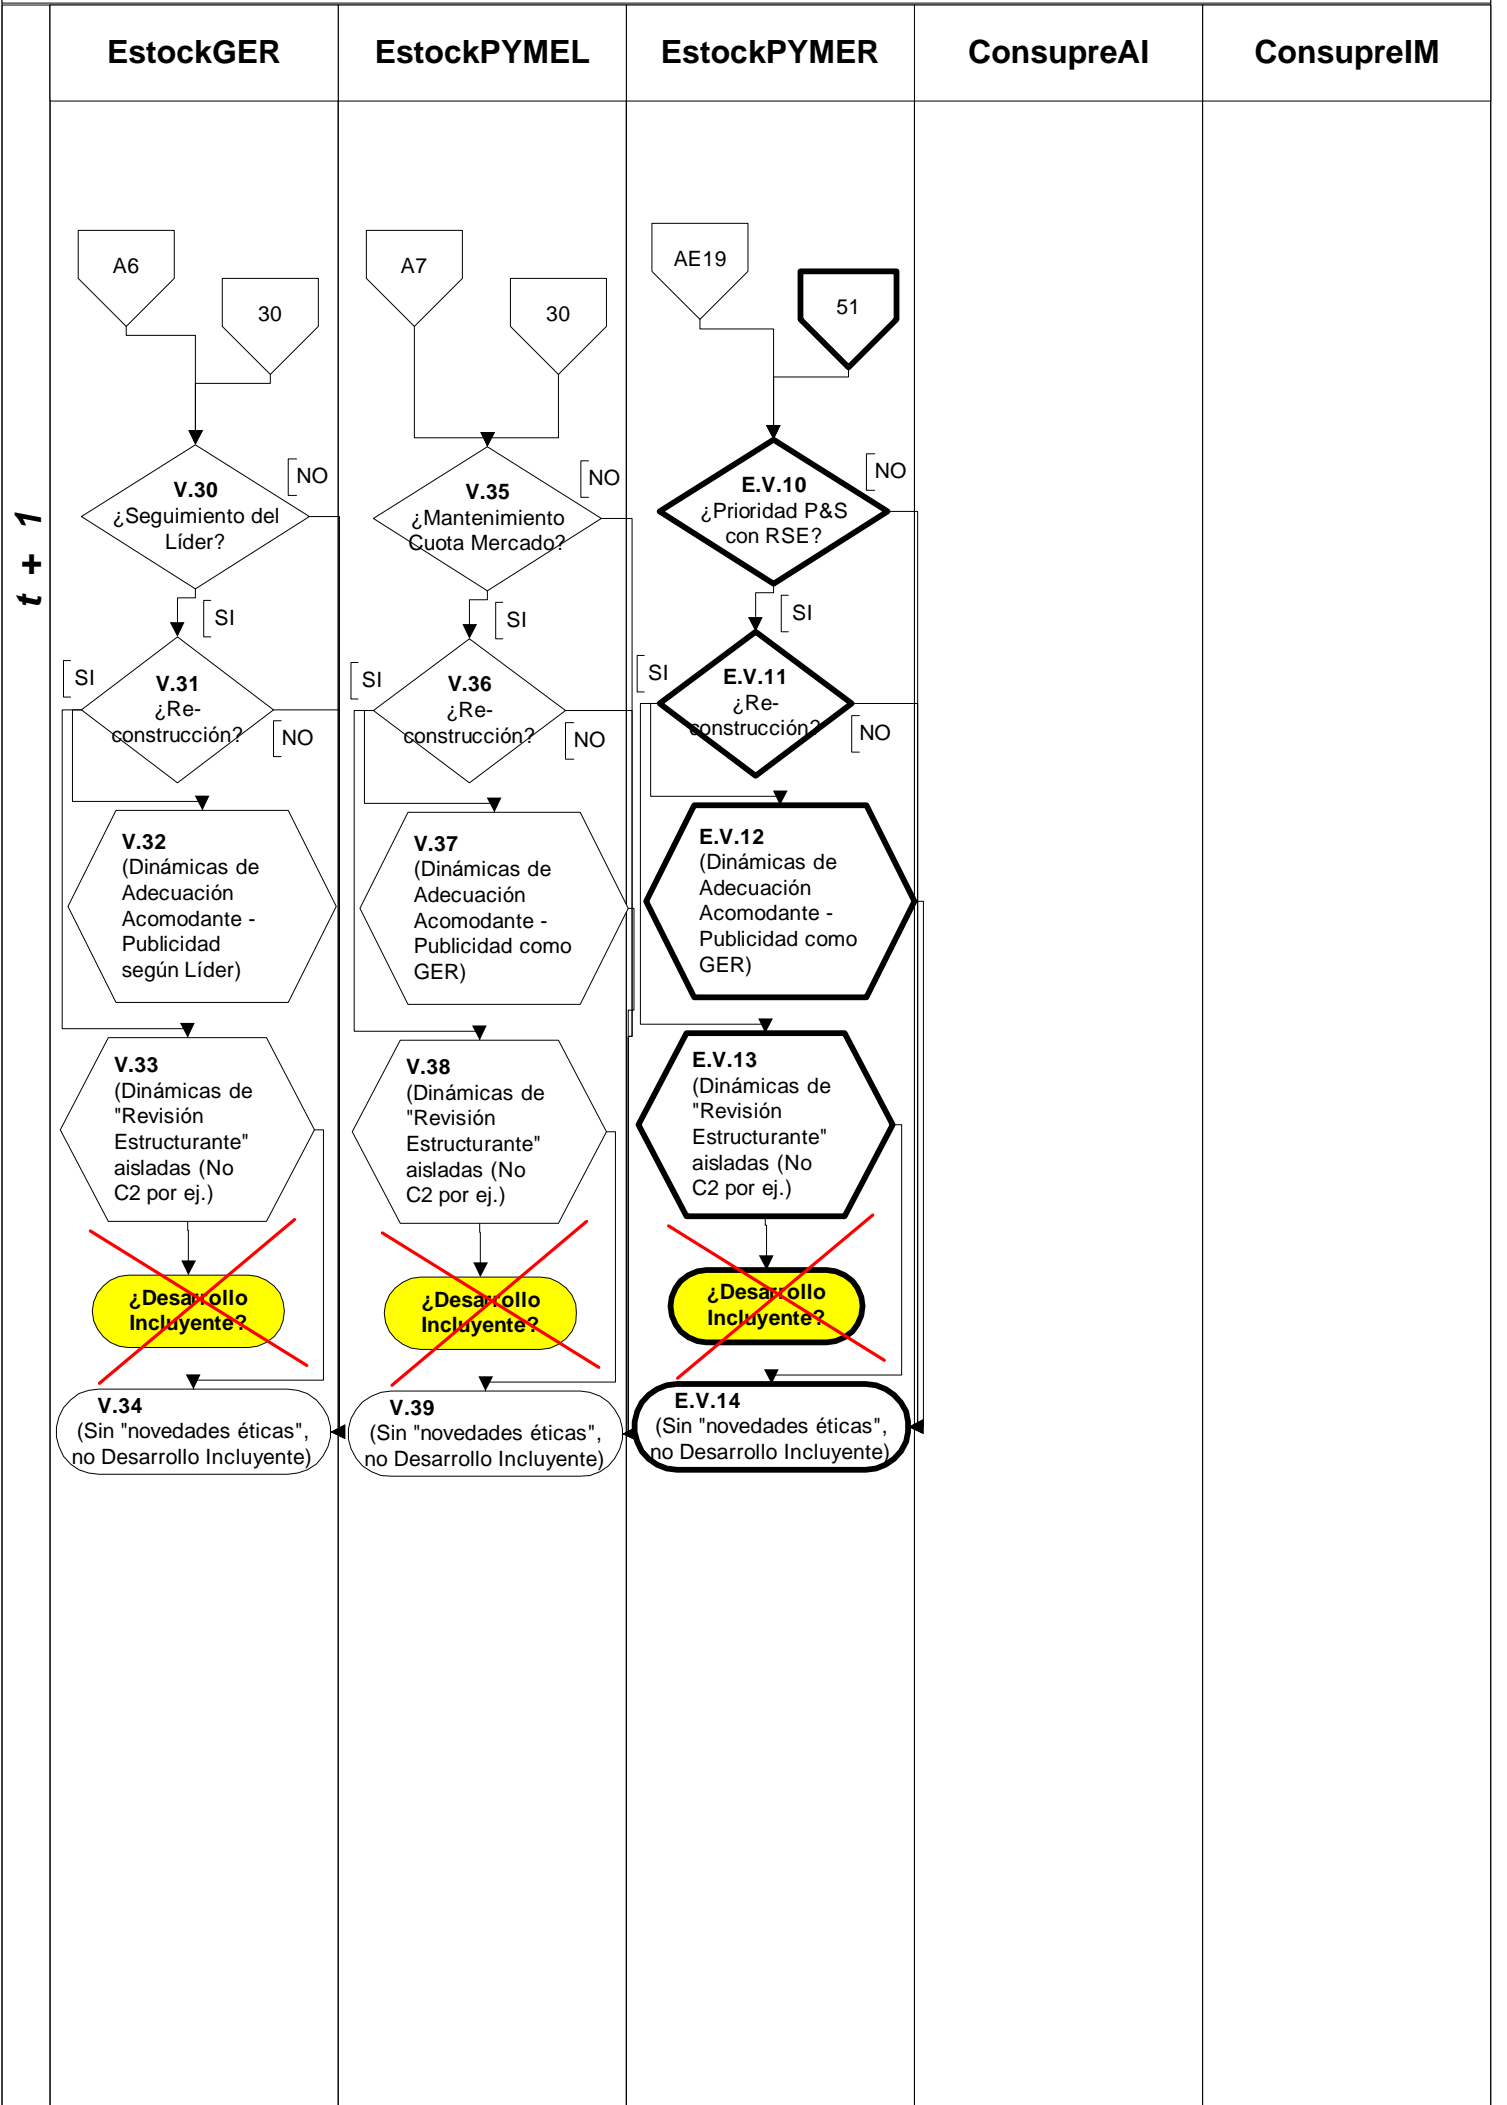 EstockGER
EstockPYMEL
EstockPYMER
ConsupreAI
ConsupreIM
t + 1
A6
30
V.30
¿Seguimiento del
Líder?
NO
SI
SI
V.31
¿Re-
construcción?
NO
V.32
(Dinámicas de
Adecuación
Acomodante -
Publicidad
según Líder)
V.33
(Dinámicas de
"Revisión
Estructurante"
aisladas (No
C2 por ej.)
¿Desarrollo
Incluyente?
V.34
(Sin "novedades éticas",
no Desarrollo Incluyente)
A7
30
V.35
¿Mantenimiento
Cuota Mercado?
NO
SI
SI
V.36
¿Re-
construcción?
NO
V.37
(Dinámicas de
Adecuación
Acomodante -
Publicidad como
GER)
V.38
(Dinámicas de
"Revisión
Estructurante"
aisladas (No
C2 por ej.)
¿Desarrollo
Incluyente?
V.39
(Sin "novedades éticas",
no Desarrollo Incluyente)
AE19
51
E.V.10
¿Prioridad P&S
con RSE?
NO
SI
SI
E.V.11
¿Re-
construcción?
NO
E.V.12
(Dinámicas de
Adecuación
Acomodante -
Publicidad como
GER)
E.V.13
(Dinámicas de
"Revisión
Estructurante"
aisladas (No
C2 por ej.)
¿Desarrollo
Incluyente?
E.V.14
(Sin "novedades éticas",
no Desarrollo Incluyente)